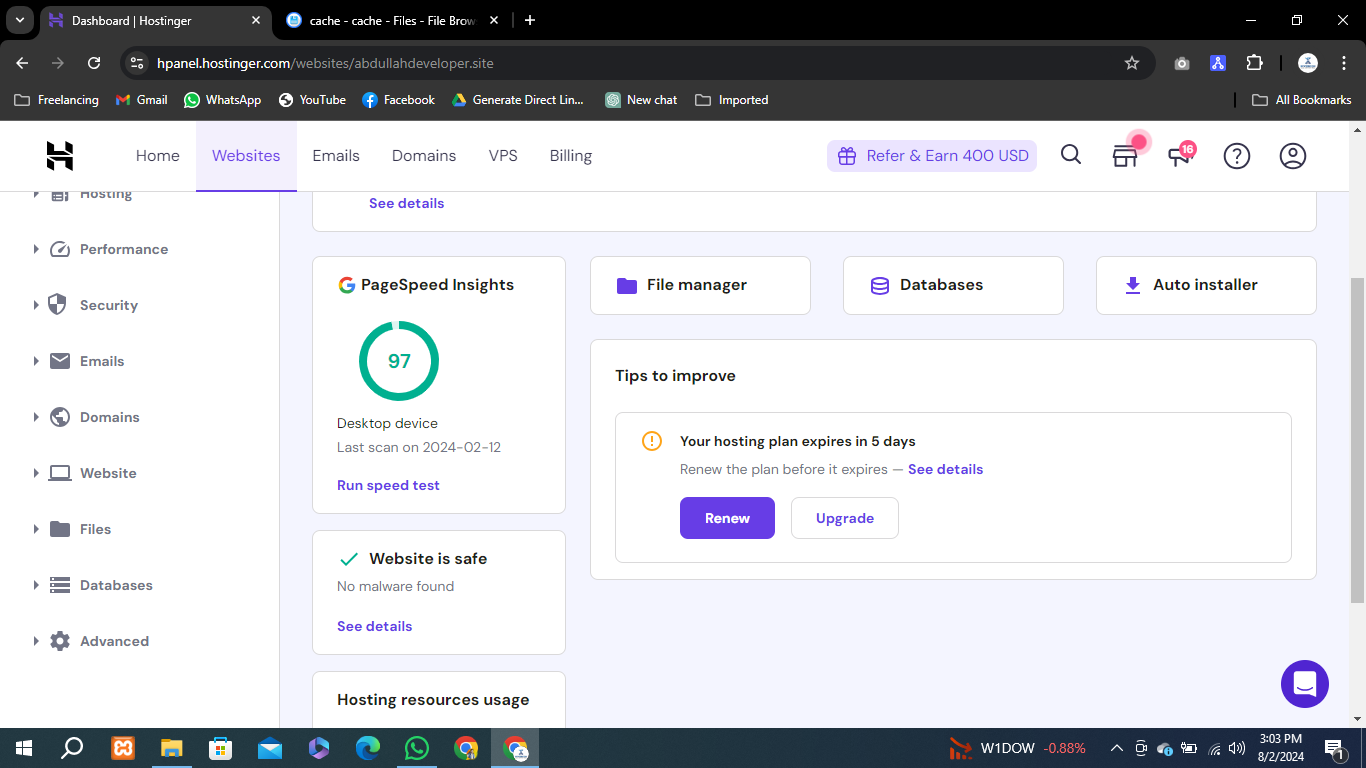 Dashboard | Hostinger
cache - cache - Files - File Brow
hpanel.hostinger.com/websites/abdullahdeveloper.site
Freelancing
Gmail
WhatsApp
YouTube
Facebook
Generate Direct Lin...
New chat
Imported
All Bookmarks
Home
Websites
Emails
Domains
VPS
Billing
Refer & Earn 400 USD
16
Hosting
Performance
Security
Emails
Domains
Website
Files
Databases
Advanced
See details
PageSpeed Insights
97
Desktop device
Last scan on 2024-02-12
Run speed test
File manager
Databases
Auto installer
Tips to improve
Your hosting plan expires in 5 days
Renew the plan before it expires — See details
Renew
Upgrade
Website is safe
No malware found
See details
Hosting resources usage
W1DOW -0.88%
3:03 PM
8/2/2024
1